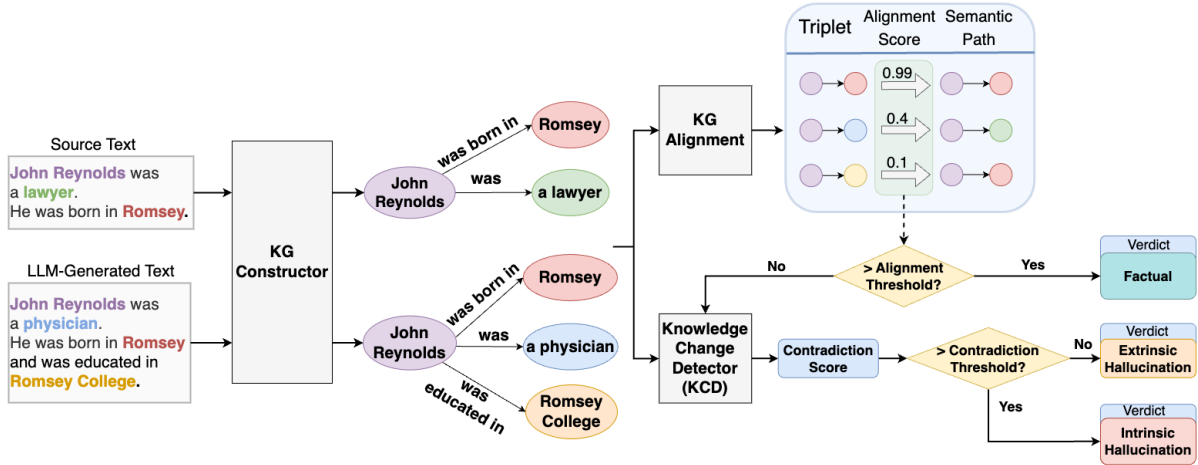 Source Text
John Reynolds was
a lawyer.
He was born in Romsey.
LLM-Generated Text
John Reynolds was
a physician.
He was born in Romsey
and was educated in
Romsey College.
KG
Constructor
John
Reynolds
was born in
Romsey
was
a lawyer
John
Reynolds
was born in
Romsey
was
a physician
was
educated in
Romsey
College
KG
Alignment
Triplet
Alignment
Score
Semantic
Path
0.99
0.4
0.1
> Alignment
Threshold?
No
Yes
Verdict
Factual
Knowledge
Change
Detector
(KCD)
Contradiction
Score
> Contradiction
Threshold?
No
Verdict
Extrinsic
Hallucination
Yes
Verdict
Intrinsic
Hallucination